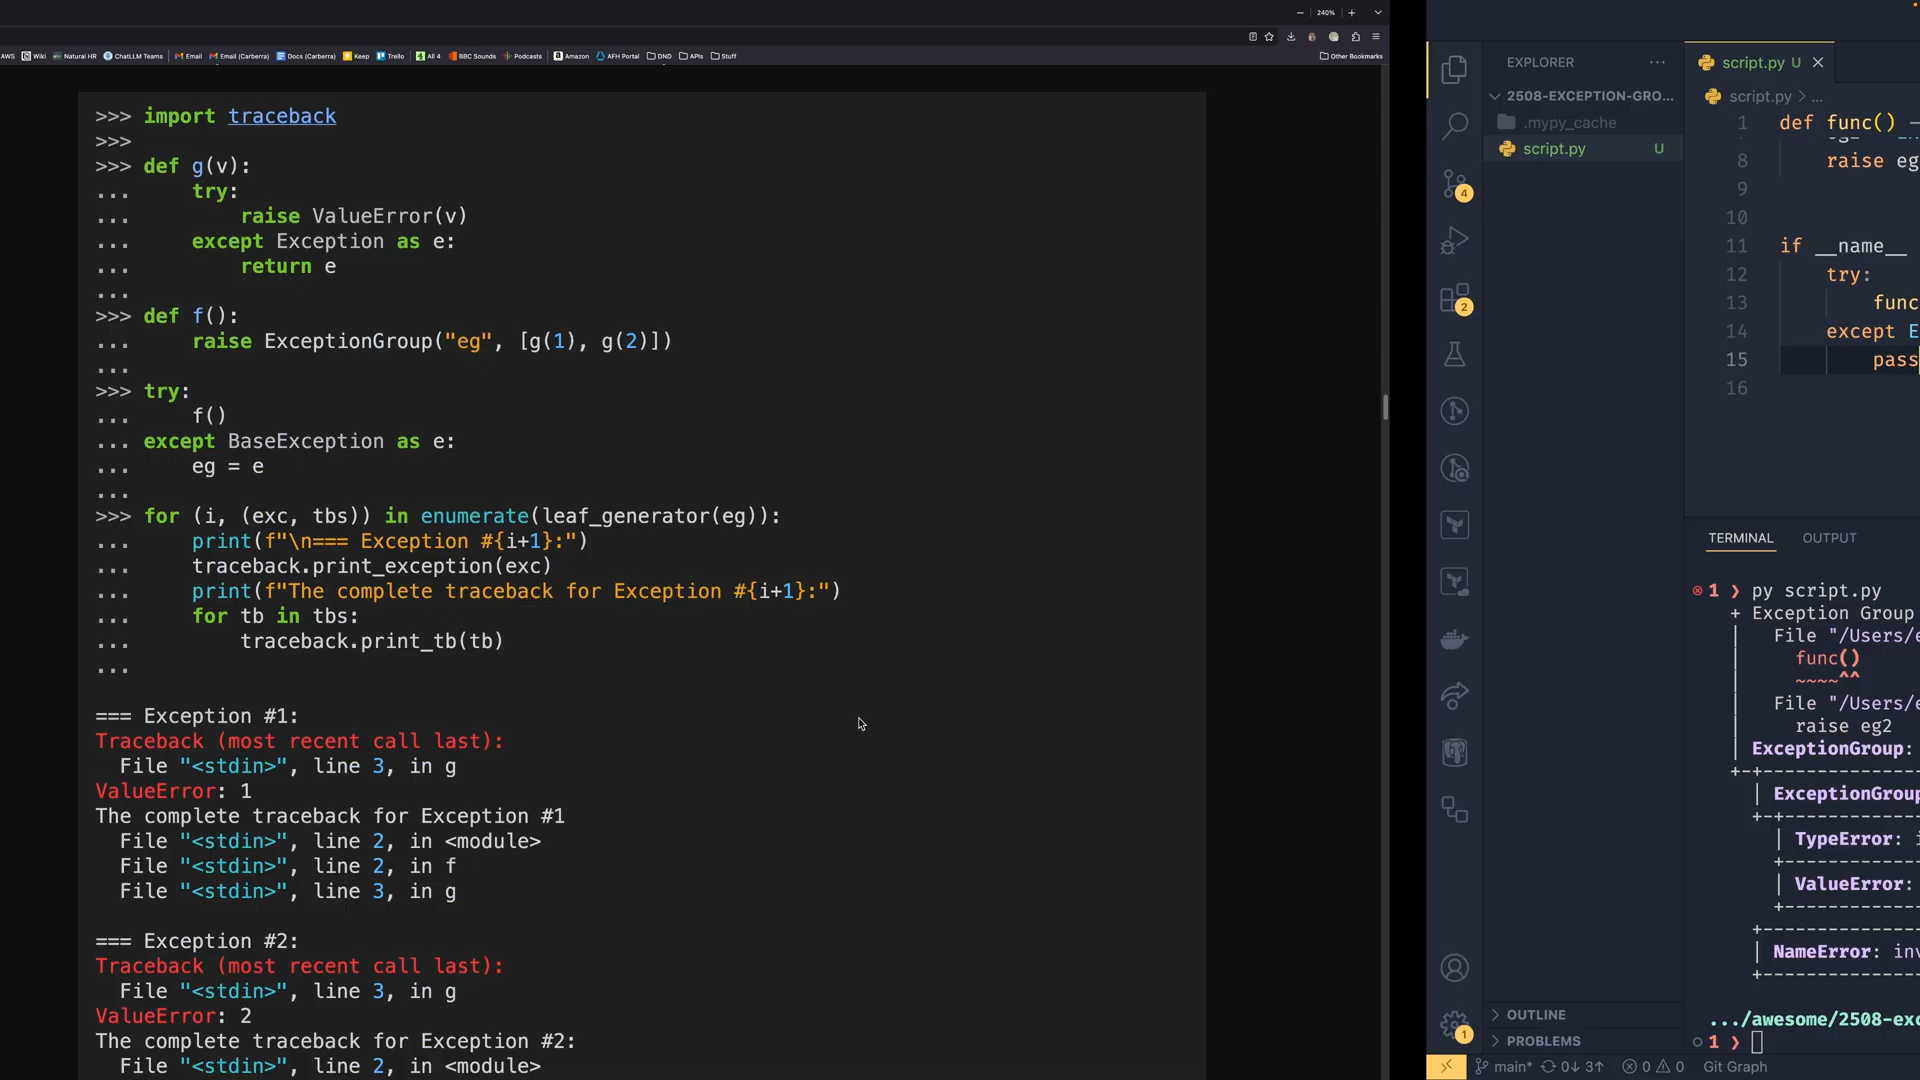 240%
AWS Wiki Natural HR ChatLLM Teams Email Email (Carberra) Docs (Carberra) Keep Trello All 4 BBC Sounds Podcasts Amazon AFH Portal DND APIs Stuff Other Bookmarks
>>> import traceback
>>>
>>> def g(v):
...     try:
...         raise ValueError(v)
...     except Exception as e:
...         return e
...
>>> def f():
...     raise ExceptionGroup("eg", [g(1), g(2)])
...
>>> try:
...     f()
... except BaseException as e:
...     eg = e
...
>>> for (i, (exc, tbs)) in enumerate(leaf_generator(eg)):
...     print(f"\n=== Exception #{i+1}:")
...     traceback.print_exception(exc)
...     print(f"The complete traceback for Exception #{i+1}:")
...     for tb in tbs:
...         traceback.print_tb(tb)
...
=== Exception #1:
Traceback (most recent call last):
  File "<stdin>", line 3, in g
ValueError: 1
The complete traceback for Exception #1
  File "<stdin>", line 2, in <module>
  File "<stdin>", line 2, in f
  File "<stdin>", line 3, in g
=== Exception #2:
Traceback (most recent call last):
  File "<stdin>", line 3, in g
ValueError: 2
The complete traceback for Exception #2:
  File "<stdin>", line 2, in <module>
4
2
1
EXPLORER
2508-EXCEPTION-GRO...
.mypy_cache
script.py U
OUTLINE
PROBLEMS
script.py U
script.py > ...
1 def func() -
8     raise eg
9
10
11 if __name__
12     try:
13         func
14     except E
15         pass
16
TERMINAL OUTPUT
1 ❯ py script.py
+ Exception Group
|   File "/Users/e
|     func()
|     ~~~~^^
|   File "/Users/e
|     raise eg2
| ExceptionGroup:
+-+---------------
| ExceptionGroup
+-+-------------
| TypeError: i
+-------------
| ValueError:
+-------------
+---------------
| NameError: inv
+---------------
.../awesome/2508-exc
1 ❯
main* 0↓ 3↑ 0 0 Git Graph